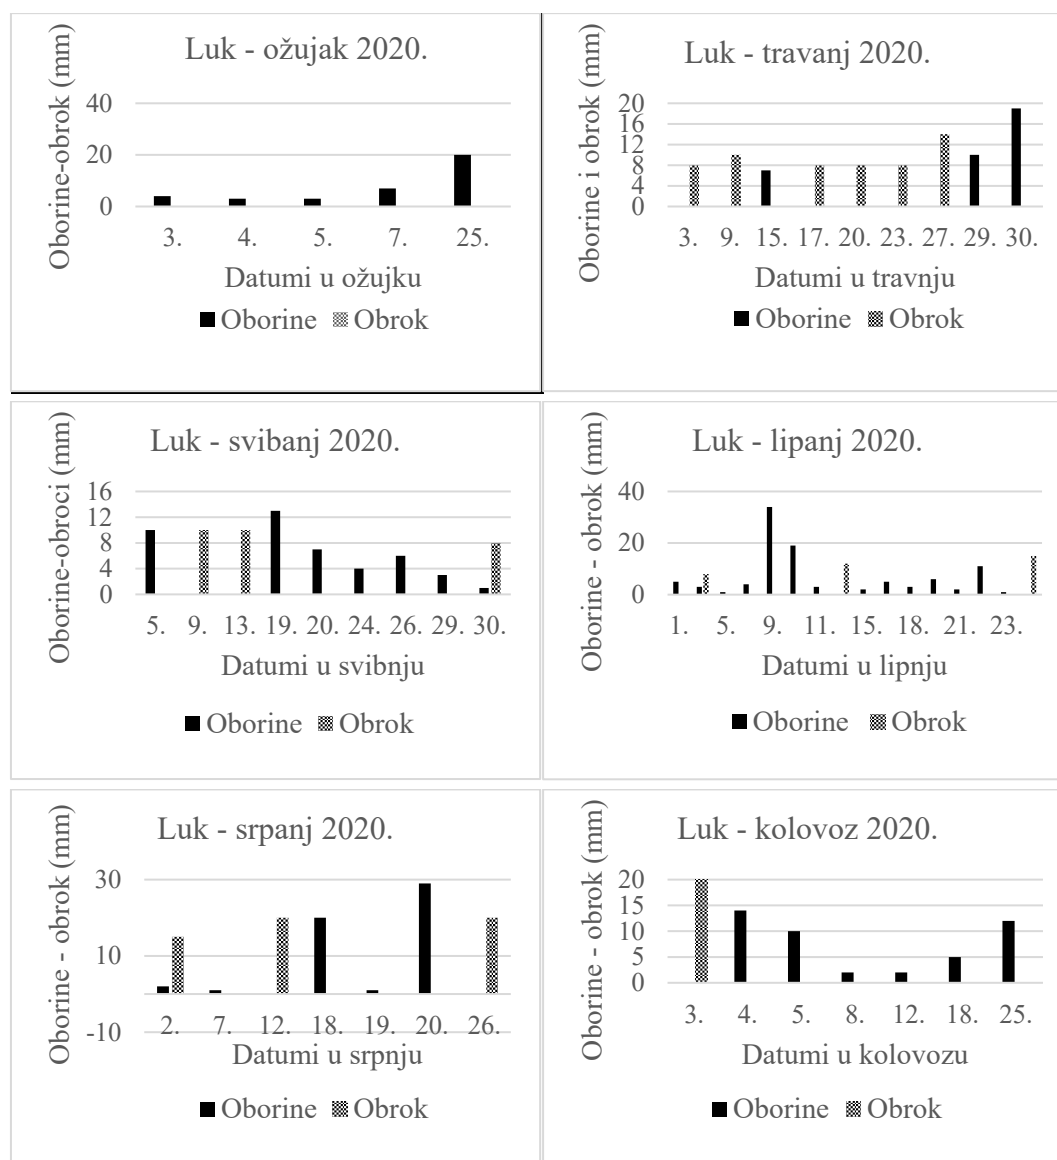 Luk - ožujak 2020.
Oborine-obrok (mm)
40
20
0
3. 4. 5. 7. 25.
Datumi u ožujku
Oborine Obrok
Luk - travanj 2020.
Oborine i obrok (mm)
20
16
12
8
4
0
3. 9. 15. 17. 20. 23. 27. 29. 30.
Datumi u travnju
Oborine Obrok
Luk - svibanj 2020.
Oborine-obroci (mm)
16
12
8
4
0
5. 9. 13. 19. 20. 24. 26. 29. 30.
Datumi u svibnju
Oborine Obrok
Luk - lipanj 2020.
Oborine - obrok (mm)
40
20
0
1. 5. 9. 11. 15. 18. 21. 23.
Datumi u lipnju
Oborine Obrok
Luk - srpanj 2020.
Oborine - obrok (mm)
30
10
-10
2. 7. 12. 18. 19. 20. 26.
Datumi u srpnju
Oborine Obrok
Luk - kolovoz 2020.
Oborine - obrok (mm)
20
15
10
5
0
3. 4. 5. 8. 12. 18. 25.
Datumi u kolovozu
Oborine Obrok